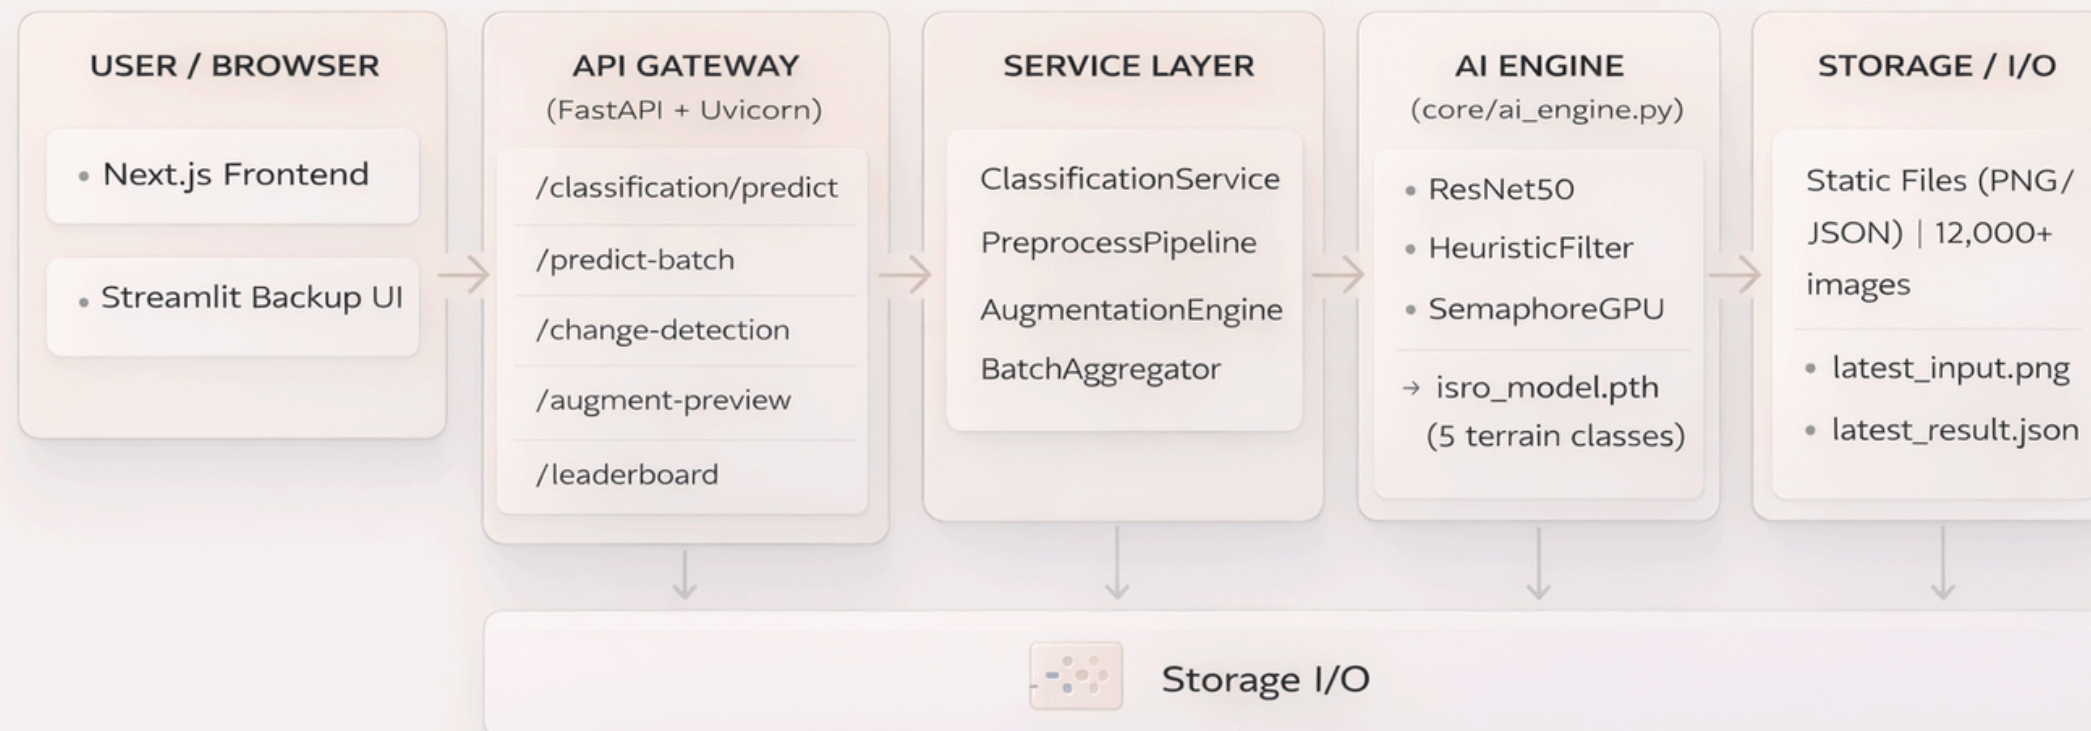 USER / BROWSER
• Next.js Frontend
• Streamlit Backup UI
API GATEWAY
(FastAPI + Uvicorn)
/classification/predict
/predict-batch
/change-detection
/augment-preview
/leaderboard
SERVICE LAYER
ClassificationService
PreprocessPipeline
AugmentationEngine
BatchAggregator
AI ENGINE
(core/ai_engine.py)
• ResNet50
• HeuristicFilter
• SemaphoreGPU
→ isro_model.pth
(5 terrain classes)
STORAGE / I/O
Static Files (PNG/
JSON) | 12,000+
images
• latest_input.png
• latest_result.json
Storage I/O